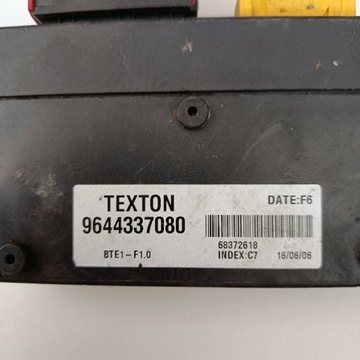 TEXTON DATE:F6
9644337080
68372618
BTE1-F1.0 INDEX:C7 16/06/06